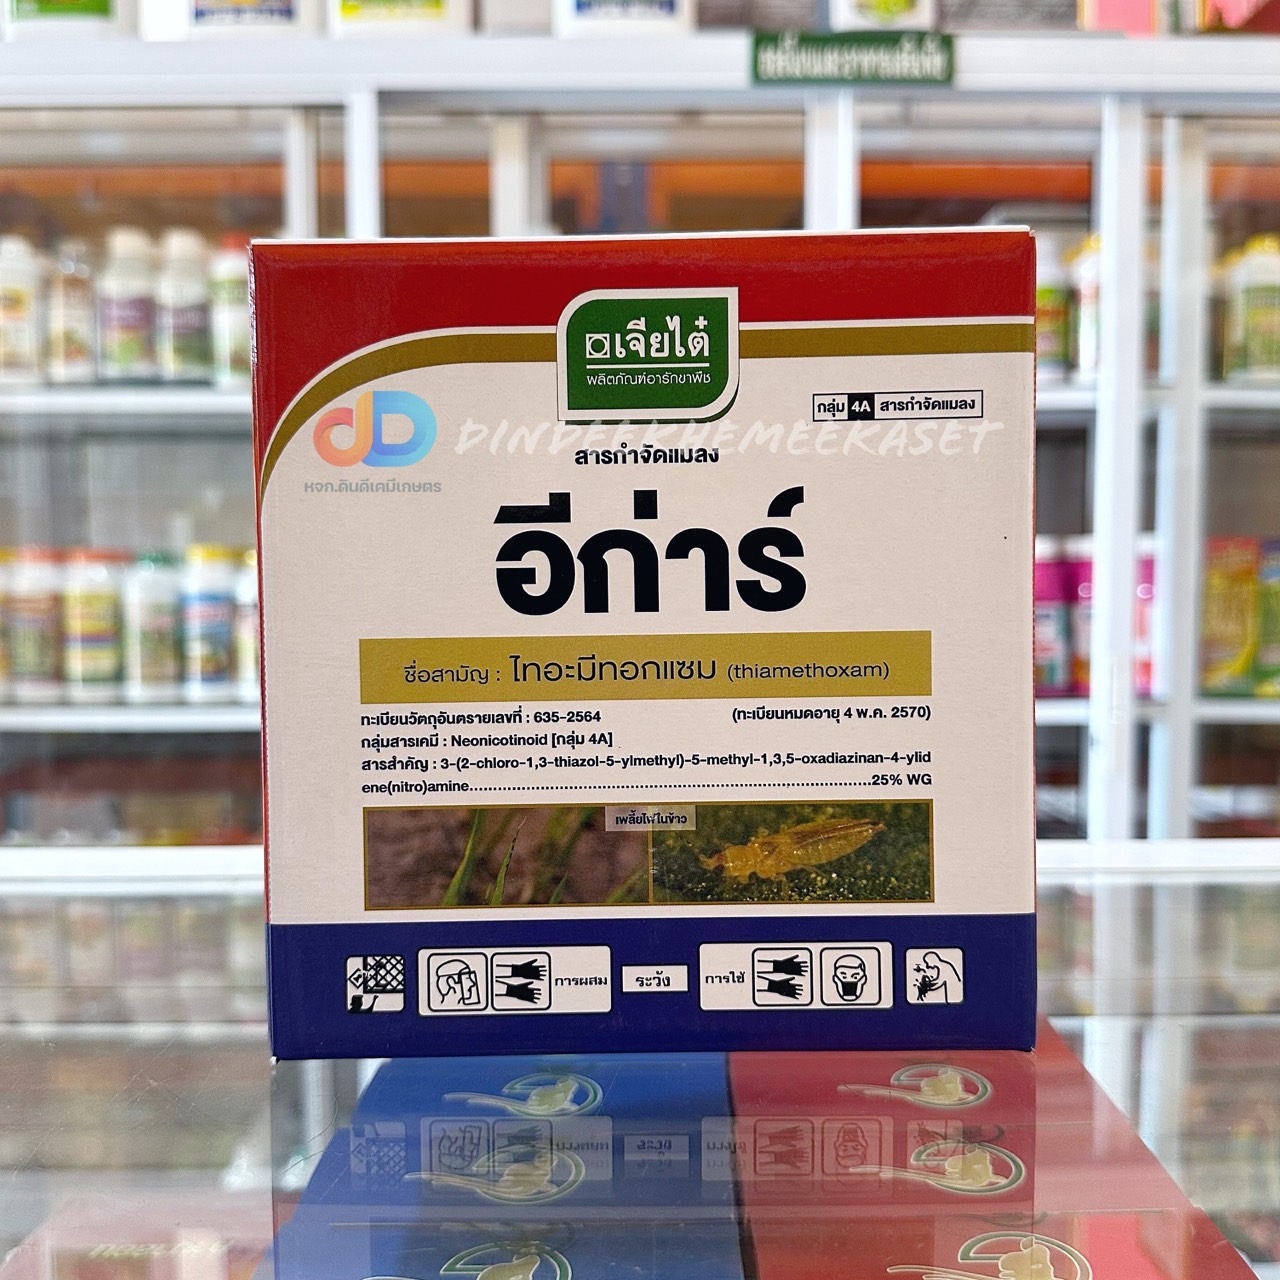 เจียไต๋
ผลิตภัณฑ์อารักขาพืช
กลุ่ม 4A สารกำจัดแมลง
DINDEEKHEMEEKASET
หจก.ดินดีเคมีเกษตร
สารกำจัดแมลง
อีก่าร์
ชื่อสามัญ : ไทอะมีทอกแซม (thiamethoxam)
ทะเบียนวัตถุอันตรายเลขที่ : 635-2564 (ทะเบียนหมดอายุ 4 พ.ค. 2570)
กลุ่มสารเคมี : Neonicotinoid [กลุ่ม 4A]
สารสำคัญ : 3-(2-chloro-1,3-thiazol-5-ylmethyl)-5-methyl-1,3,5-oxadiazinan-4-ylid
ene(nitro)amine........................................................25% WG
เพลี้ยไฟในข้าว
การผสม ระวัง การใช้